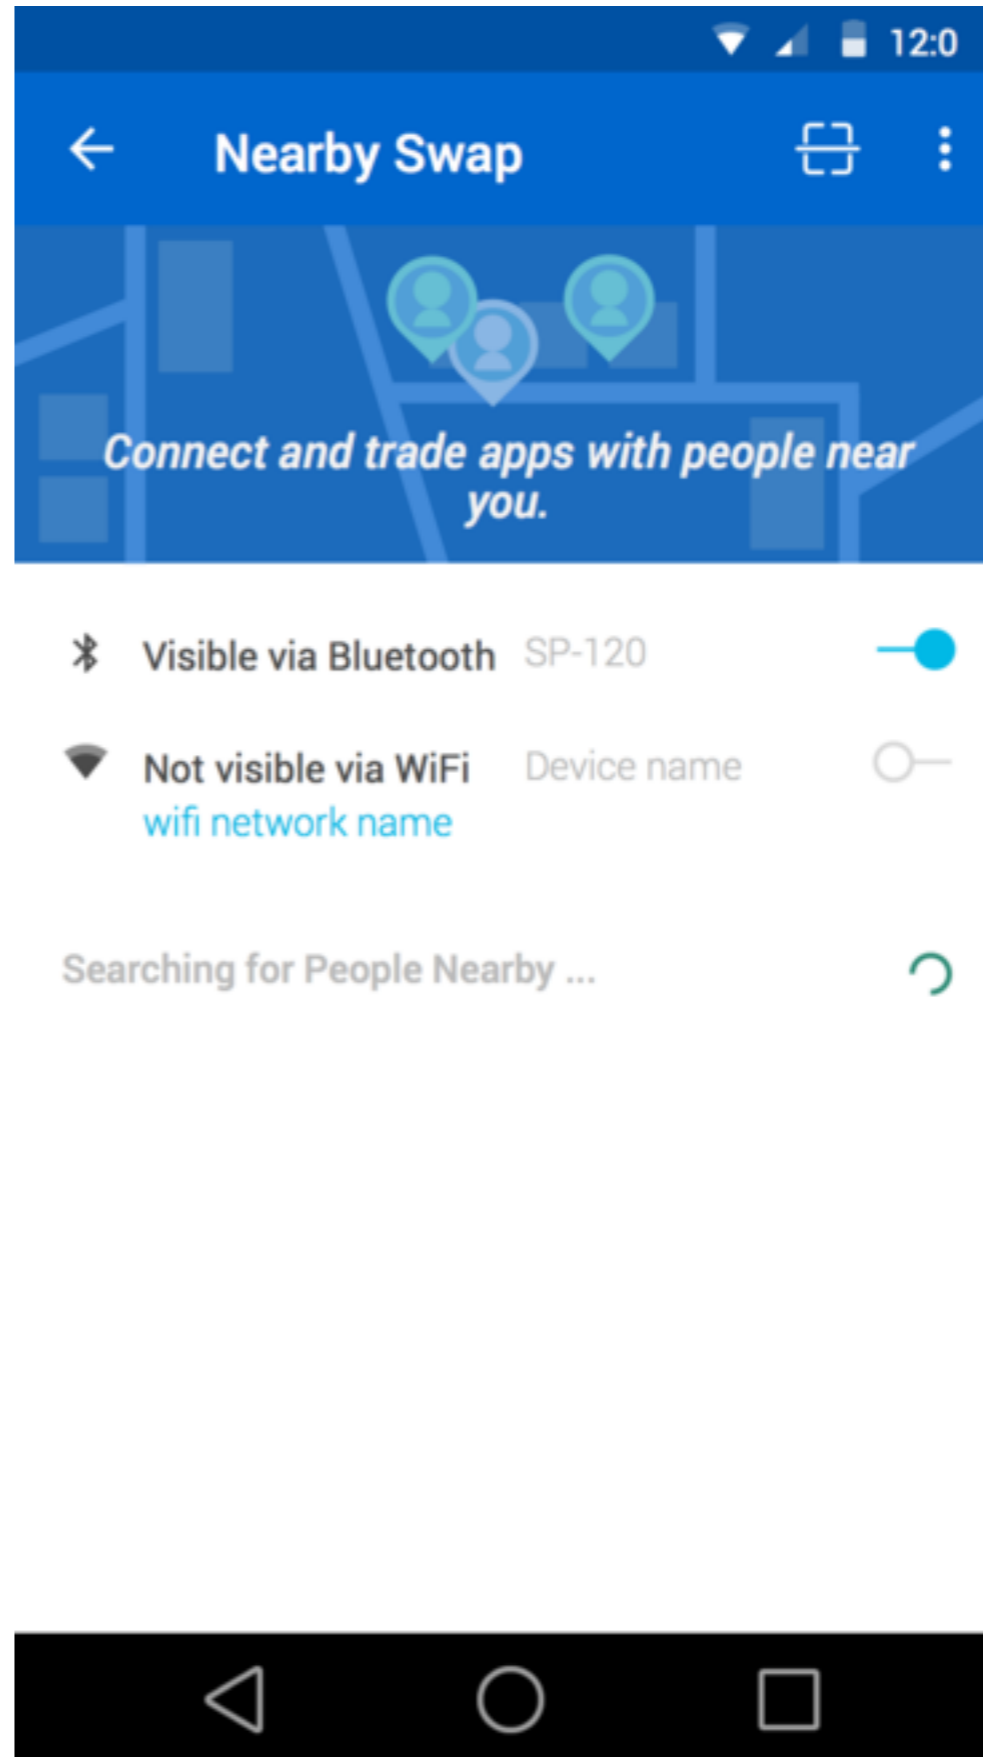 12:0
Nearby Swap
Connect and trade apps with people near
you.
Visible via Bluetooth SP-120
Not visible via WiFi Device name
wifi network name
Searching for People Nearby ...